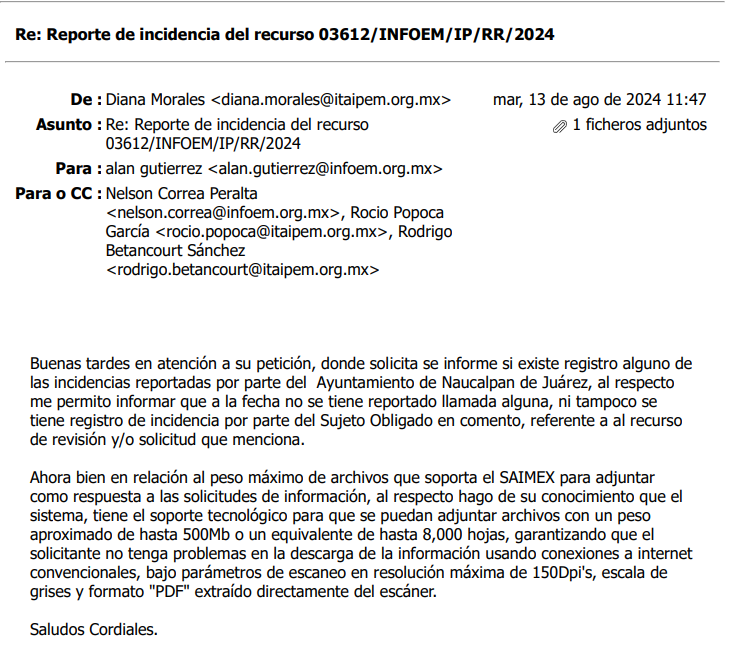 Re: Reporte de incidencia del recurso 03612/INFOEM/IP/RR/2024
De : Diana Morales <diana.morales@itaipem.org.mx>
mar, 13 de ago de 2024 11:47
Asunto : Re: Reporte de incidencia del recurso
03612/INFOEM/IP/RR/2024
1 ficheros adjuntos
Para : alan gutierrez <alan.gutierrez@infoem.org.mx>
Para o CC : Nelson Correa Peralta
<nelson.correa@infoem.org.mx>, Rocio Popoca
García <rocio.popoca@itaipem.org.mx>, Rodrigo
Betancourt Sánchez
<rodrigo.betancourt@itaipem.org.mx>
Buenas tardes en atención a su petición, donde solicita se informe si existe registro alguno de
las incidencias reportadas por parte del  Ayuntamiento de Naucalpan de Juárez, al respecto
me permito informar que a la fecha no se tiene reportado llamada alguna, ni tampoco se
tiene registro de incidencia por parte del Sujeto Obligado en comento, referente a al recurso
de revisión y/o solicitud que menciona.
Ahora bien en relación al peso máximo de archivos que soporta el SAIMEX para adjuntar
como respuesta a las solicitudes de información, al respecto hago de su conocimiento que el
sistema, tiene el soporte tecnológico para que se puedan adjuntar archivos con un peso
aproximado de hasta 500Mb o un equivalente de hasta 8,000 hojas, garantizando que el
solicitante no tenga problemas en la descarga de la información usando conexiones a internet
convencionales, bajo parámetros de escaneo en resolución máxima de 150Dpi's, escala de
grises y formato "PDF" extraído directamente del escáner.
Saludos Cordiales.